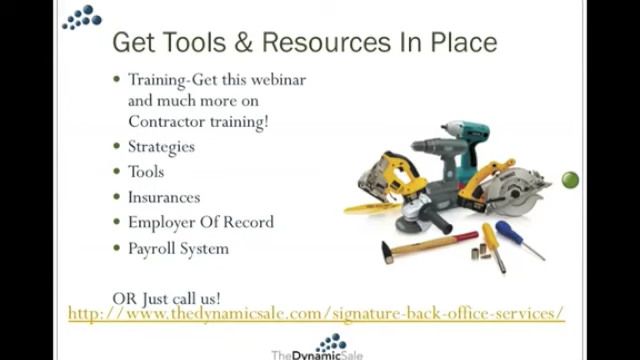 Get Tools & Resources In Place
Training-Get this webinar
and much more on
Contractor training!
Strategies
Tools
Insurances
Employer Of Record
Payroll System
OR Just call us!
http://www.thedynamicsale.com/signature-back-office-services/
TheDynamicSale